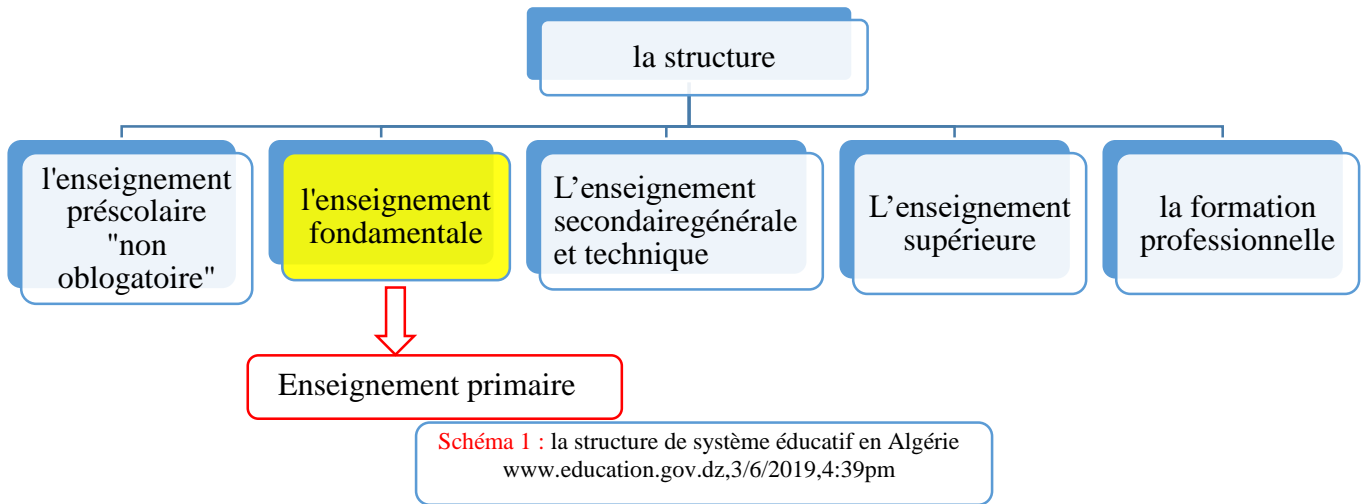 la structure
l'enseignement
préscolaire
"non
oblogatoire"
l'enseignement
fondamentale
L’enseignement
secondairegénérale
et technique
L’enseignement
supérieure
la formation
professionnelle
Enseignement primaire
Schéma 1 : la structure de système éducatif en Algérie
www.education.gov.dz,3/6/2019,4:39pm